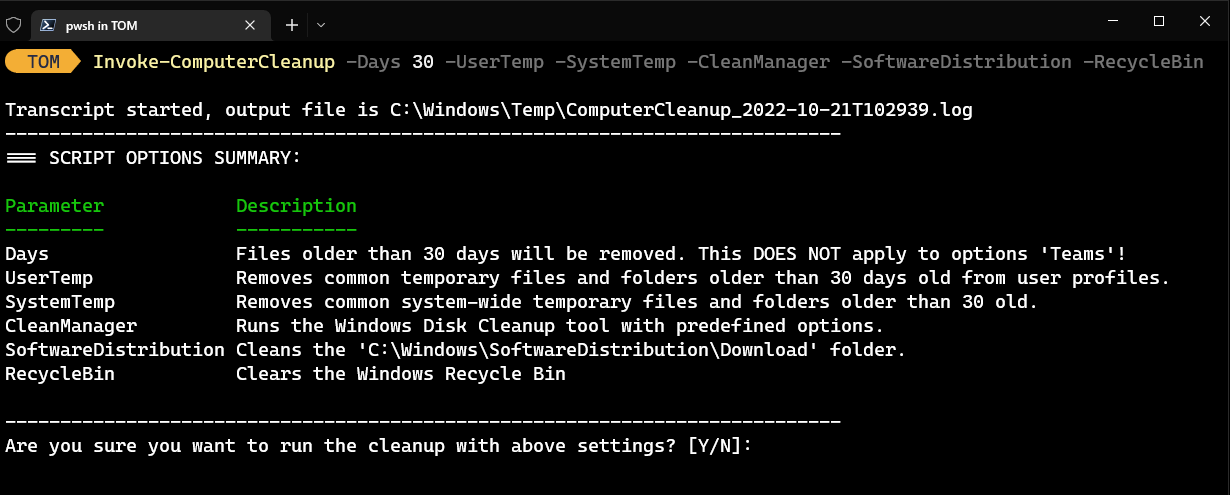 pwsh in TOM
TOM Invoke-ComputerCleanup -Days 30 -UserTemp -SystemTemp -CleanManager -SoftwareDistribution -RecycleBin
Transcript started, output file is C:\Windows\Temp\ComputerCleanup_2022-10-21T102939.log
----------------------------------------------------------------------------
=== SCRIPT OPTIONS SUMMARY:
Parameter Description
--------- -----------
Days Files older than 30 days will be removed. This DOES NOT apply to options 'Teams'!
UserTemp Removes common temporary files and folders older than 30 days old from user profiles.
SystemTemp Removes common system-wide temporary files and folders older than 30 old.
CleanManager Runs the Windows Disk Cleanup tool with predefined options.
SoftwareDistribution Cleans the 'C:\Windows\SoftwareDistribution\Download' folder.
RecycleBin Clears the Windows Recycle Bin
----------------------------------------------------------------------------
Are you sure you want to run the cleanup with above settings? [Y/N]: